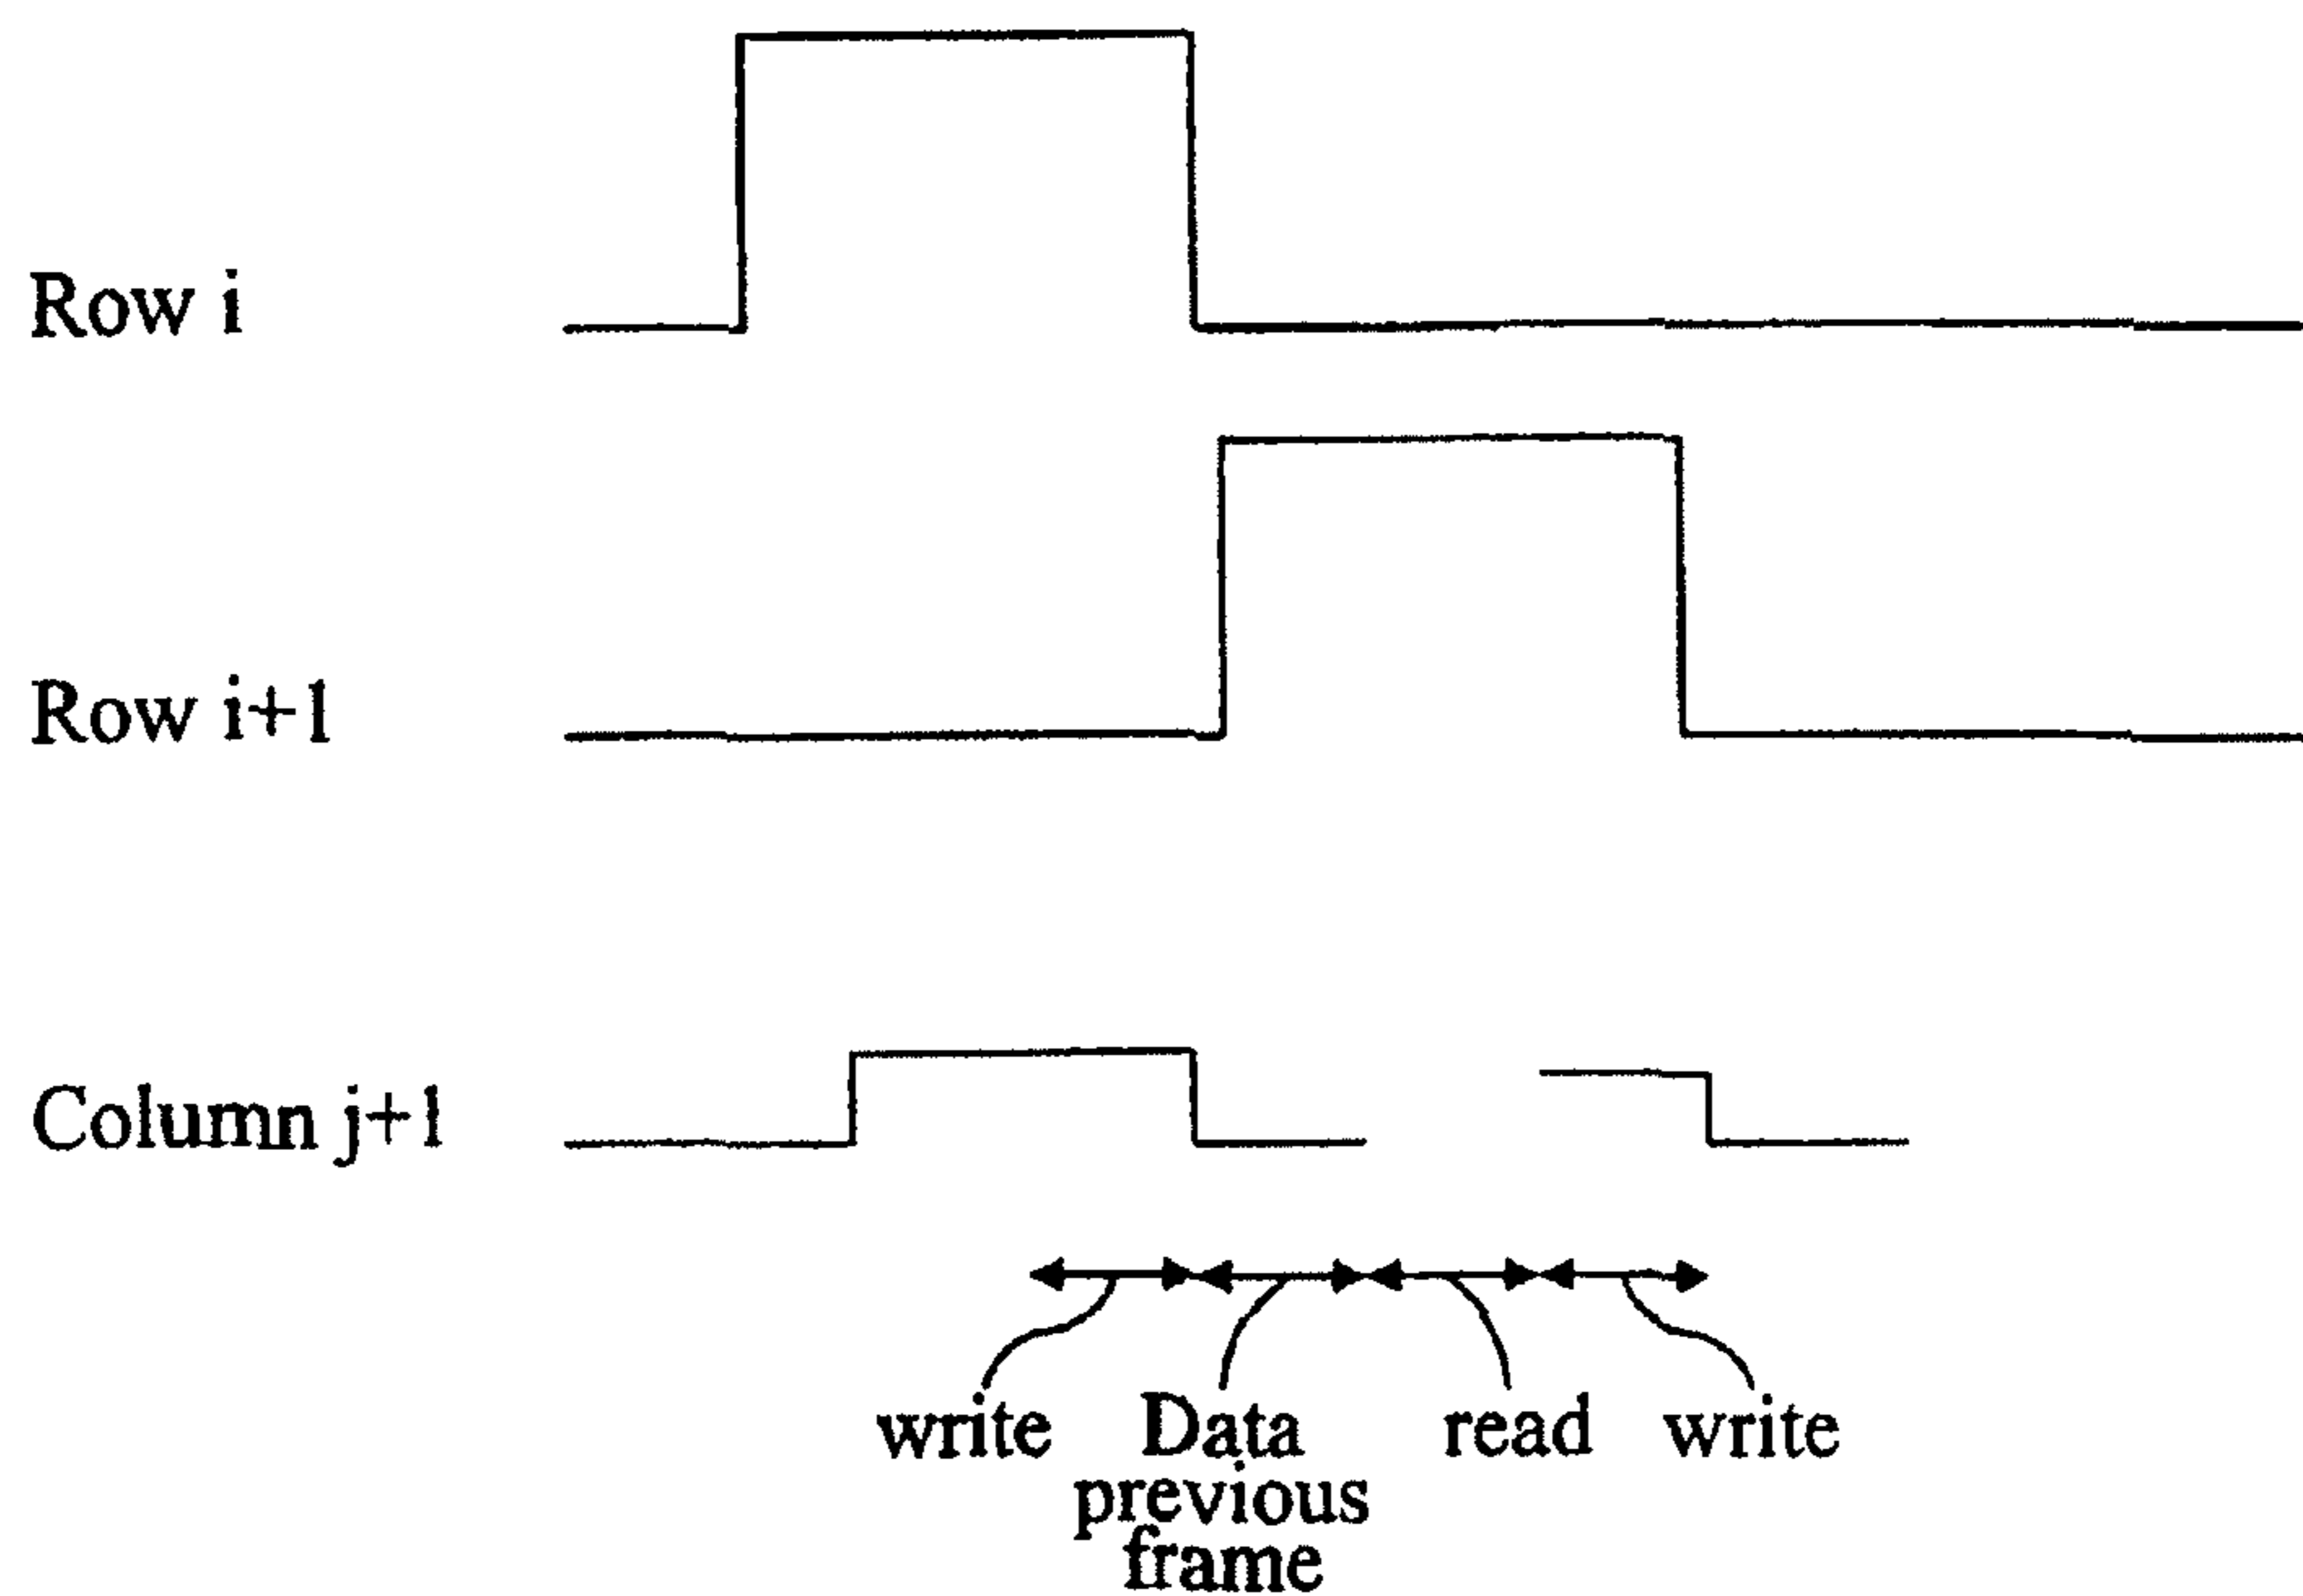 Row i
Row i+1
Column j+1
write Data read write
previous
frame